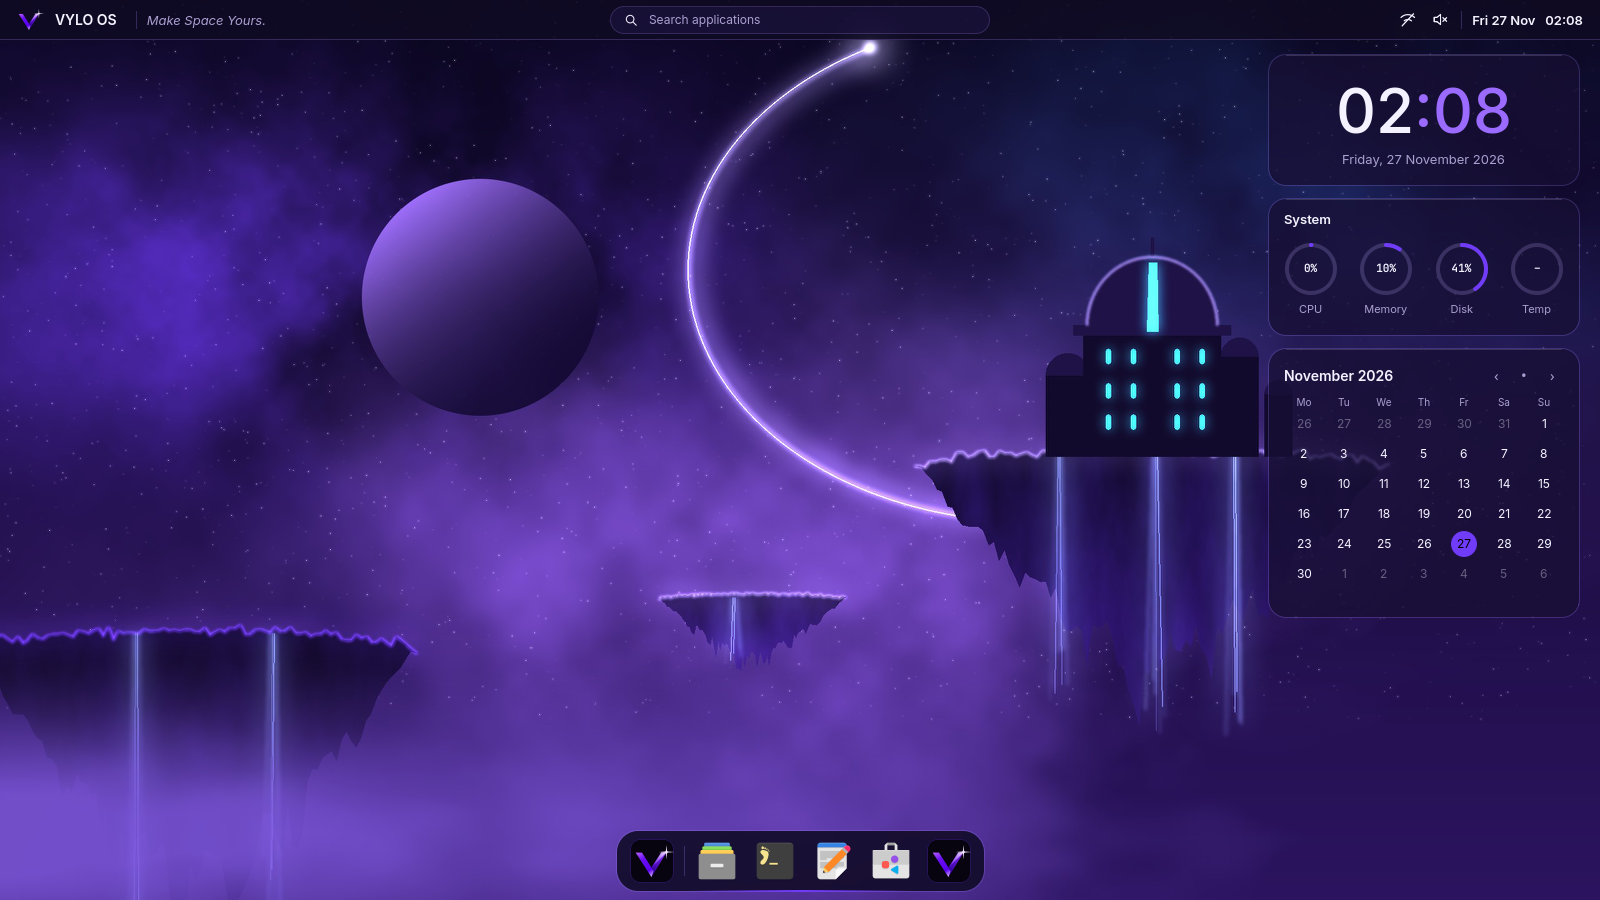 VYLO OS
Make Space Yours.
Search applications
Fri 27 Nov 02:08
02:08
Friday, 27 November 2026
System
0% 10% 41% –
CPU Memory Disk Temp
November 2026 ‹ • ›
Mo Tu We Th Fr Sa Su
26 27 28 29 30 31 1
2 3 4 5 6 7 8
9 10 11 12 13 14 15
16 17 18 19 20 21 22
23 24 25 26 27 28 29
30 1 2 3 4 5 6